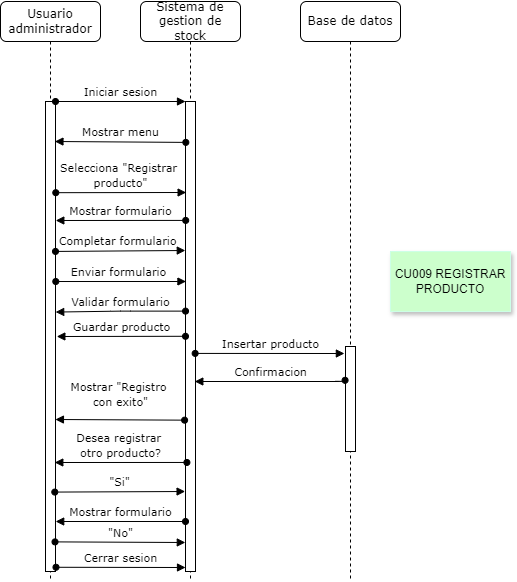 Usuario
administrador
Sistema de
gestion de
stock
Base de datos
Iniciar sesion
Mostrar menu
Selecciona "Registrar
producto"
Mostrar formulario
Completar formulario
Enviar formulario
CU009 REGISTRAR
PRODUCTO
Validar formulario
Guardar producto
Insertar producto
Confirmacion
Mostrar "Registro
con exito"
Desea registrar
otro producto?
"Si"
Mostrar formulario
"No"
Cerrar sesion